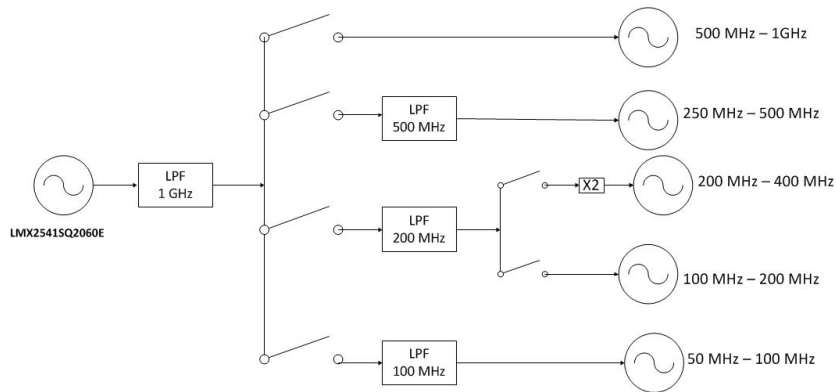 500 MHz – 1GHz
LPF
500 MHz
250 MHz – 500 MHz
LPF
1 GHz
LMX2541SQ2060E
X2
200 MHz – 400 MHz
LPF
200 MHz
100 MHz – 200 MHz
LPF
100 MHz
50 MHz – 100 MHz